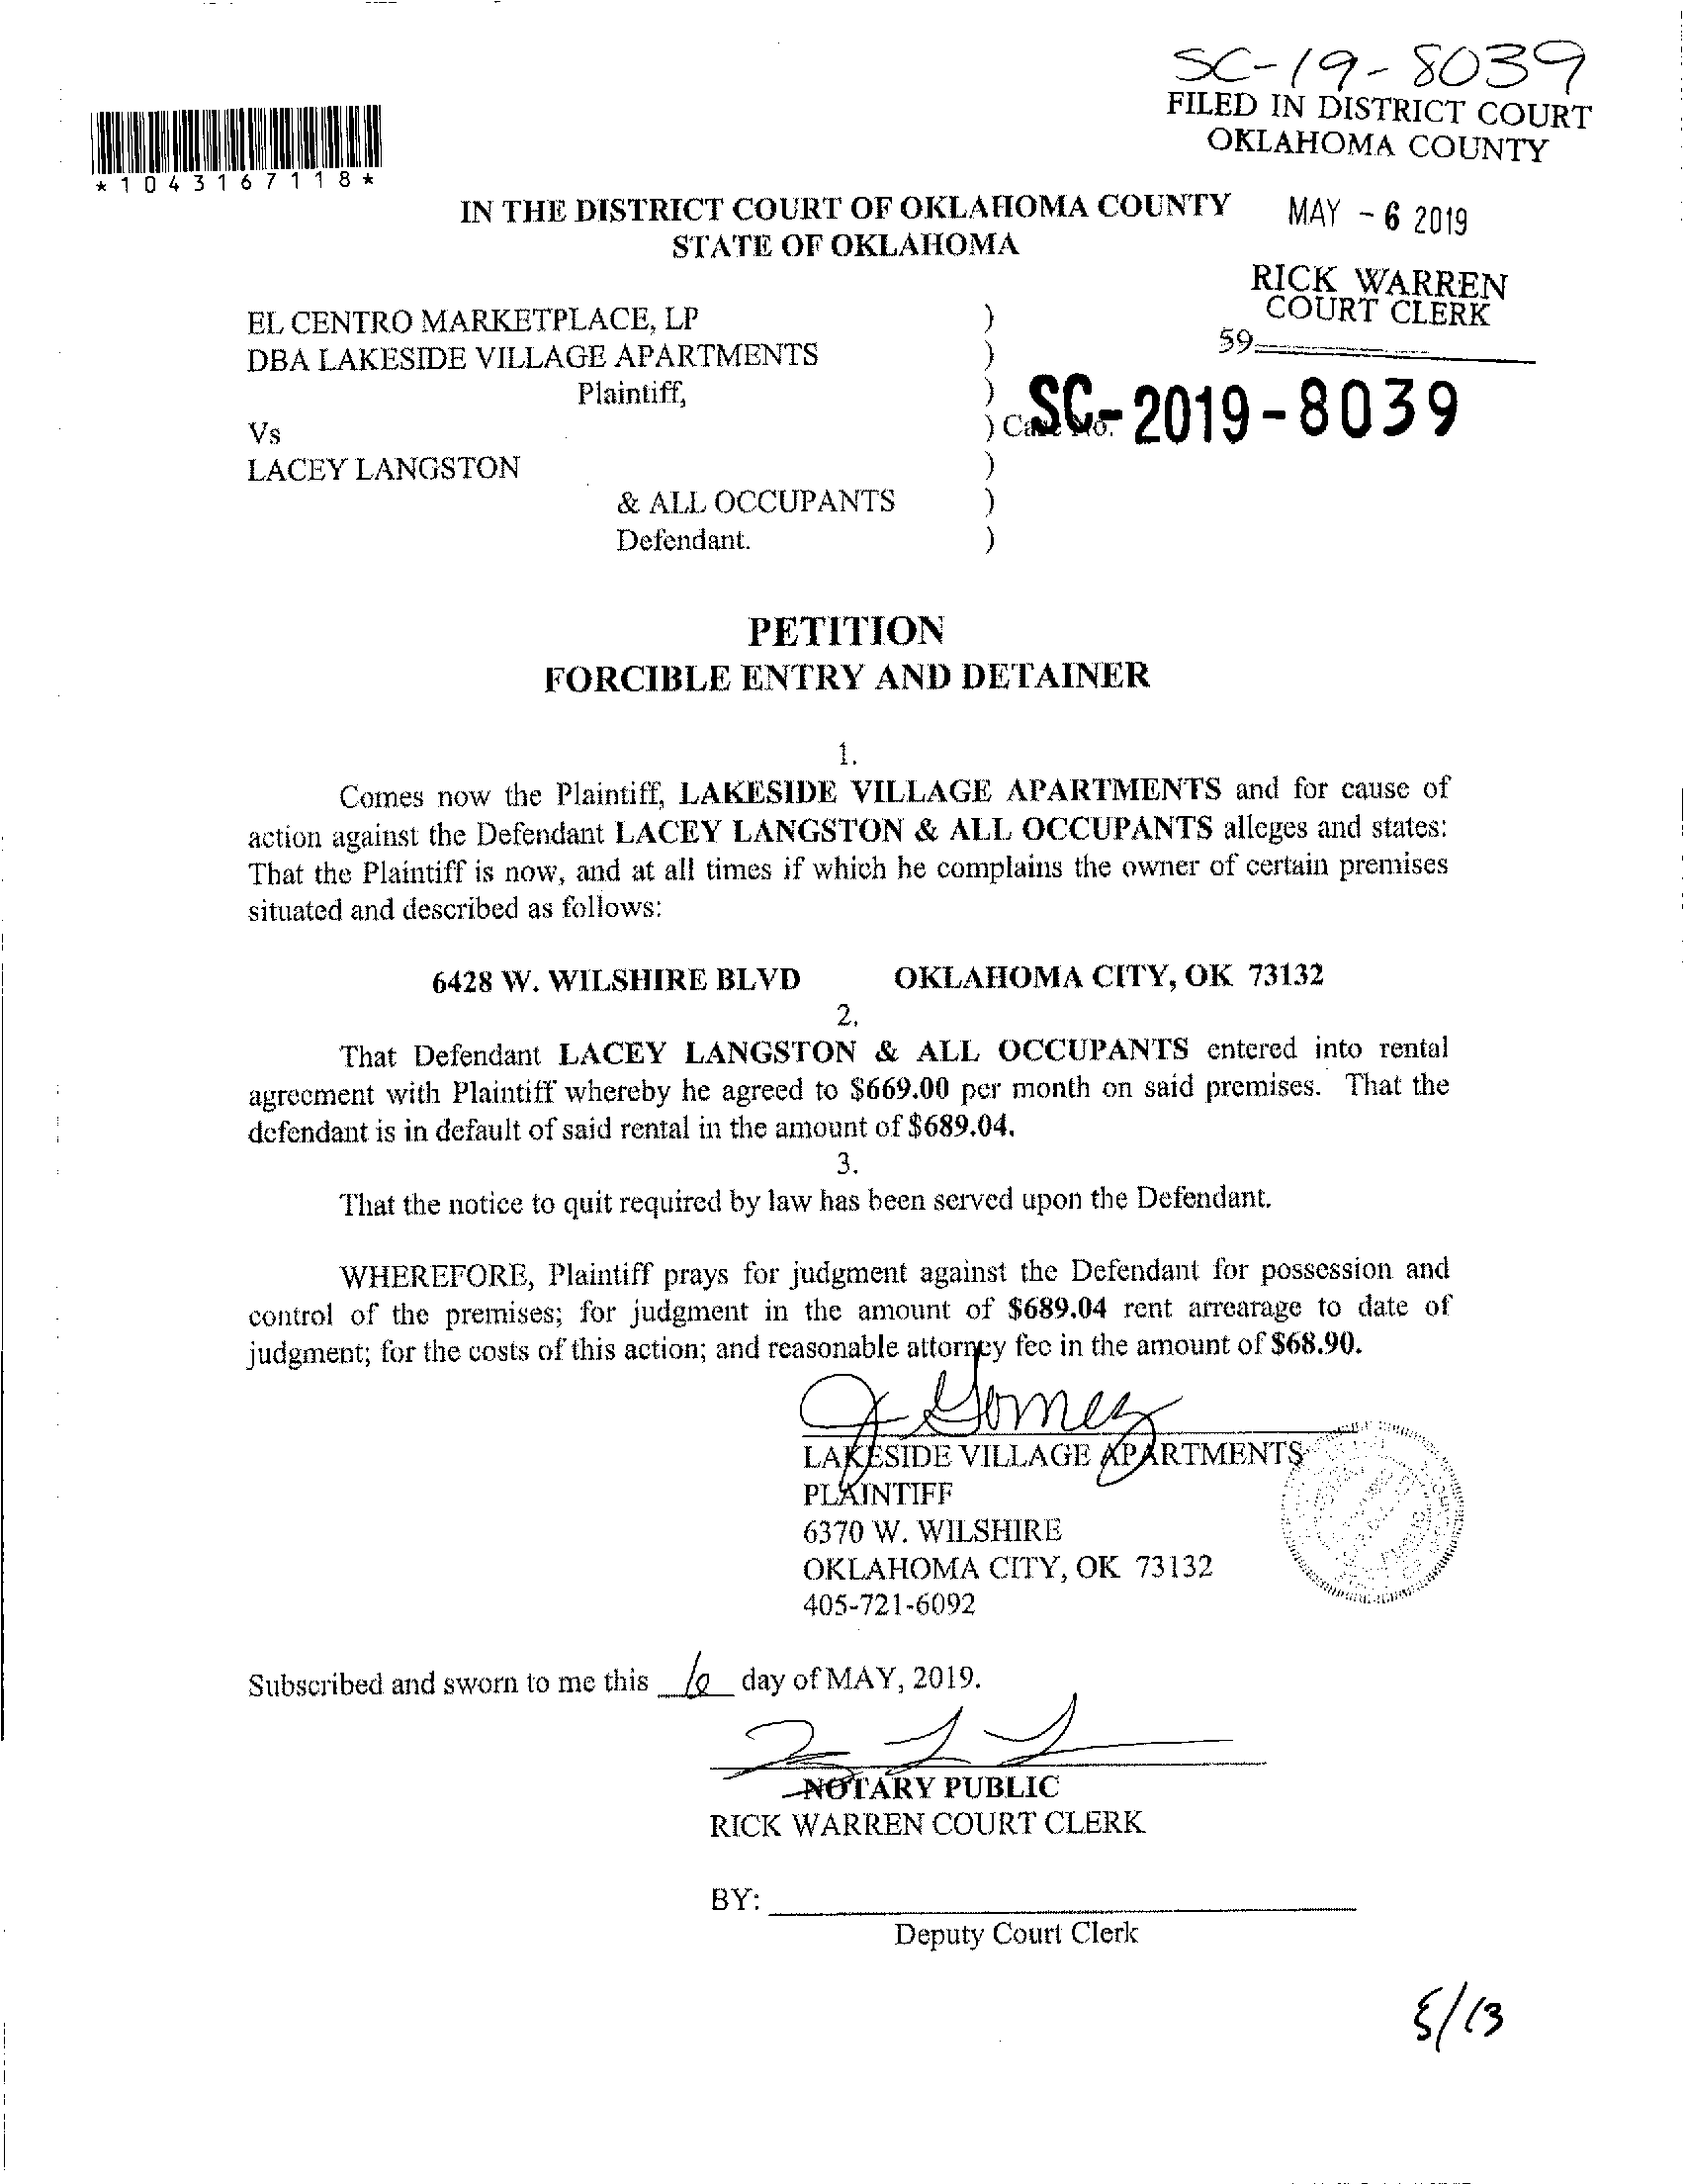 SC-19-8039
FILED IN DISTRICT COURT
OKLAHOMA COUNTY
*1043167118*
IN THE DISTRICT COURT OF OKLAHOMA COUNTY
STATE OF OKLAHOMA
MAY - 6 2019
RICK WARREN
COURT CLERK
59
EL CENTRO MARKETPLACE, LP )
DBA LAKESIDE VILLAGE APARTMENTS )
Plaintiff, )
Vs ) Case No. SC-2019-8039
LACEY LANGSTON )
& ALL OCCUPANTS )
Defendant. )
PETITION
FORCIBLE ENTRY AND DETAINER
1.
Comes now the Plaintiff, LAKESIDE VILLAGE APARTMENTS and for cause of
action against the Defendant LACEY LANGSTON & ALL OCCUPANTS alleges and states:
That the Plaintiff is now, and at all times if which he complains the owner of certain premises
situated and described as follows:
6428 W. WILSHIRE BLVD OKLAHOMA CITY, OK 73132
2.
That Defendant LACEY LANGSTON & ALL OCCUPANTS entered into rental
agreement with Plaintiff whereby he agreed to $669.00 per month on said premises. That the
defendant is in default of said rental in the amount of $689.04.
3.
That the notice to quit required by law has been served upon the Defendant.
WHEREFORE, Plaintiff prays for judgment against the Defendant for possession and
control of the premises; for judgment in the amount of $689.04 rent arrearage to date of
judgment; for the costs of this action; and reasonable attorney fee in the amount of $68.90.
J Gomez
LAKESIDE VILLAGE APARTMENTS
PLAINTIFF
6370 W. WILSHIRE
OKLAHOMA CITY, OK 73132
405-721-6092
Subscribed and sworn to me this 6 day of MAY, 2019.
NOTARY PUBLIC
RICK WARREN COURT CLERK
BY:
Deputy Court Clerk
5/13